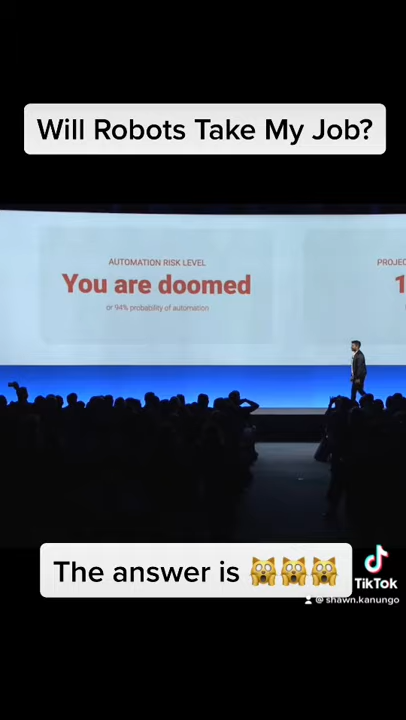 Will Robots Take My Job?
AUTOMATION RISK LEVEL
You are doomed
or 94% probability of automation
PROJEC
1
The answer is 🙀🙀🙀
TikTok
@ shawn.kanungo